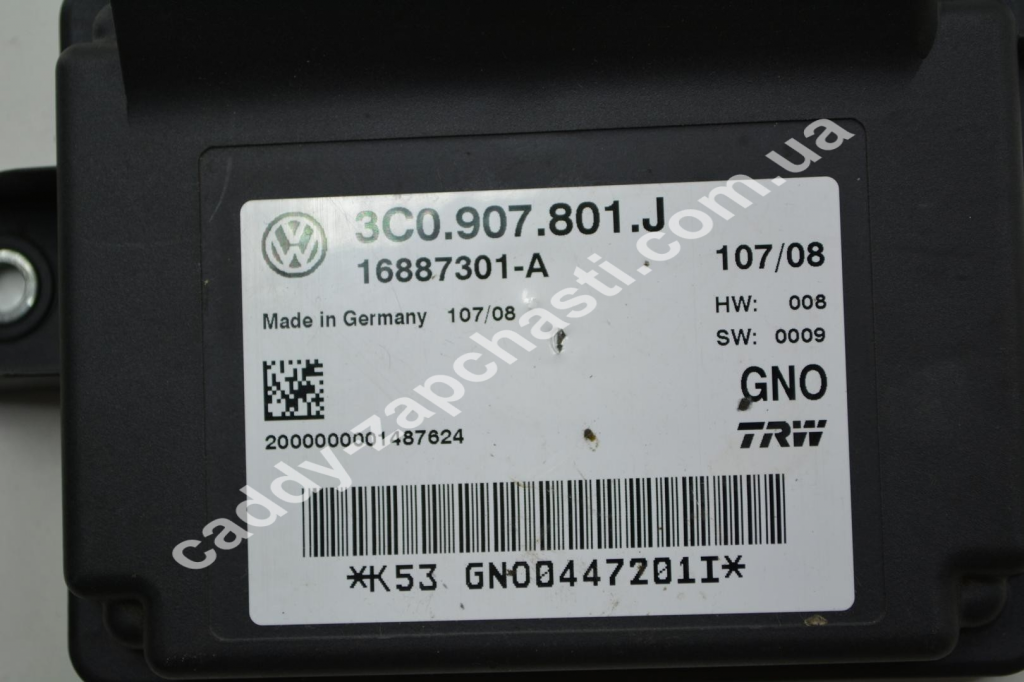 3C0.907.801.J
16887301-A
107/08
Made in Germany 107/08
HW: 008
SW: 0009
GNO
TRW
2000000001487624
*K53 GNO0447201I*
caddy-zapchasti.com.ua